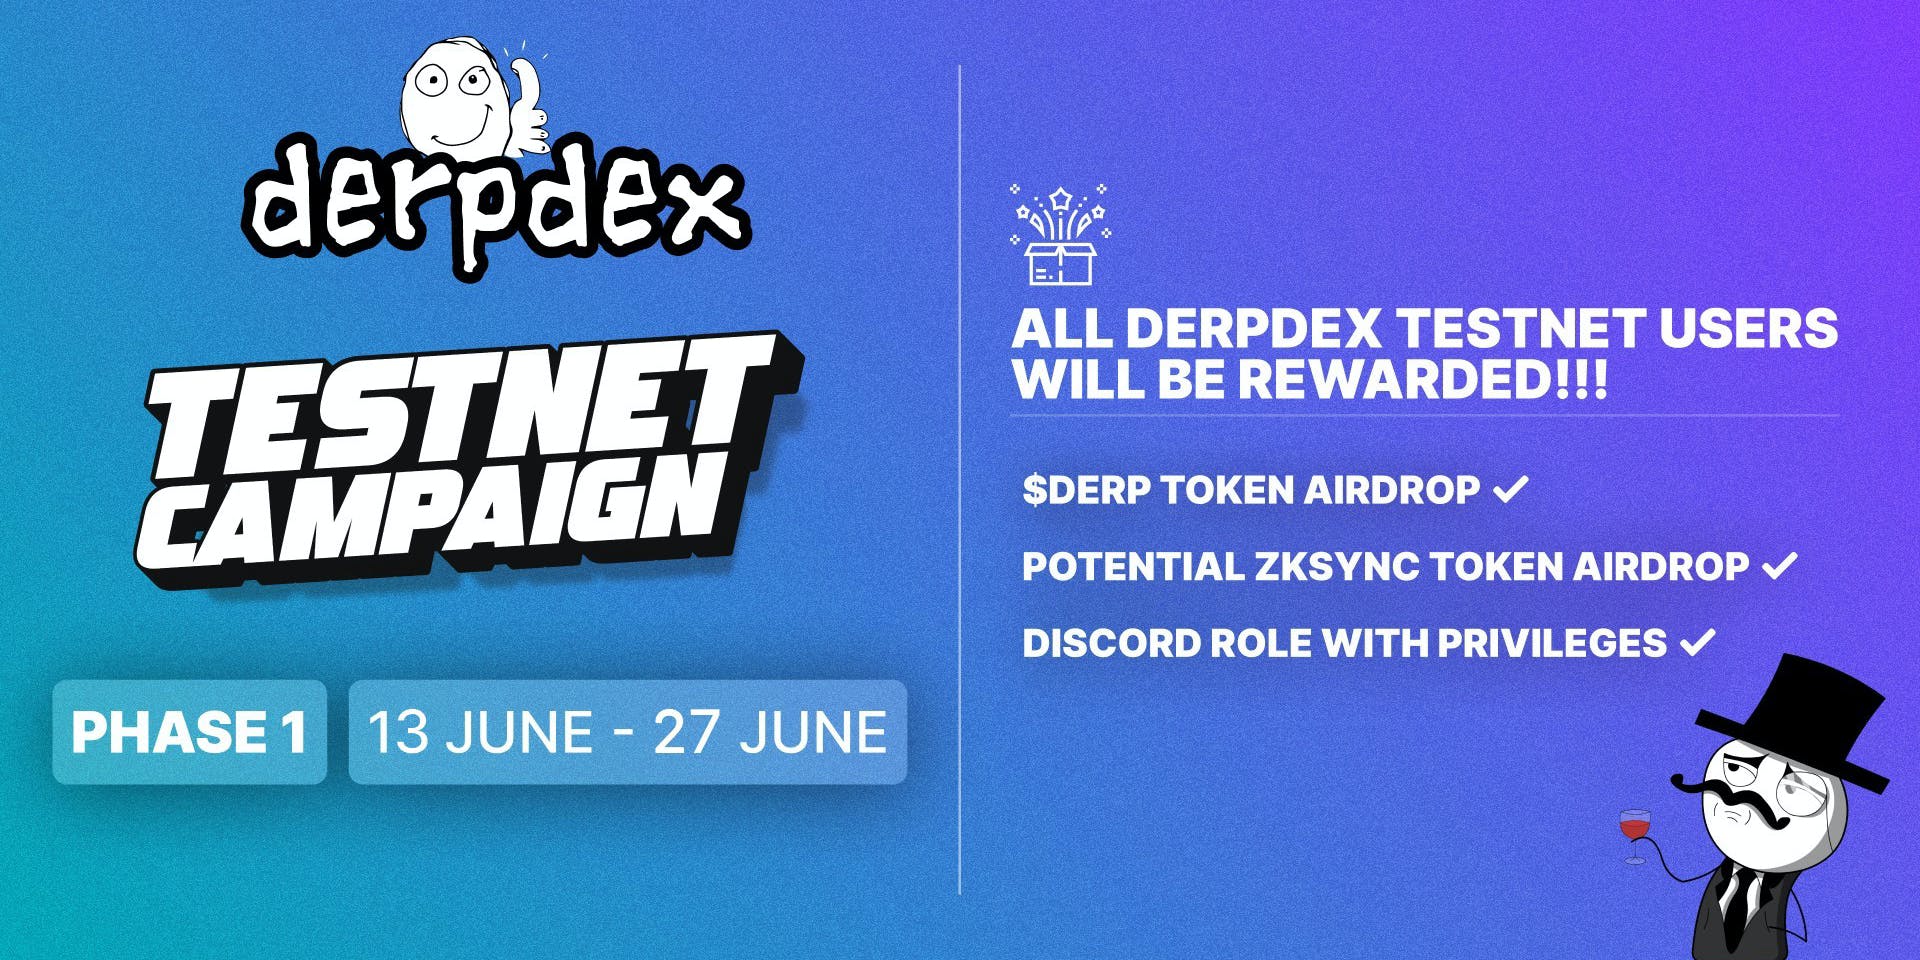 derpdex
TESTNET
CAMPAIGN
PHASE 1
13 JUNE - 27 JUNE
ALL DERPDEX TESTNET USERS
WILL BE REWARDED!!!
$DERP TOKEN AIRDROP
POTENTIAL ZKSYNC TOKEN AIRDROP
DISCORD ROLE WITH PRIVILEGES